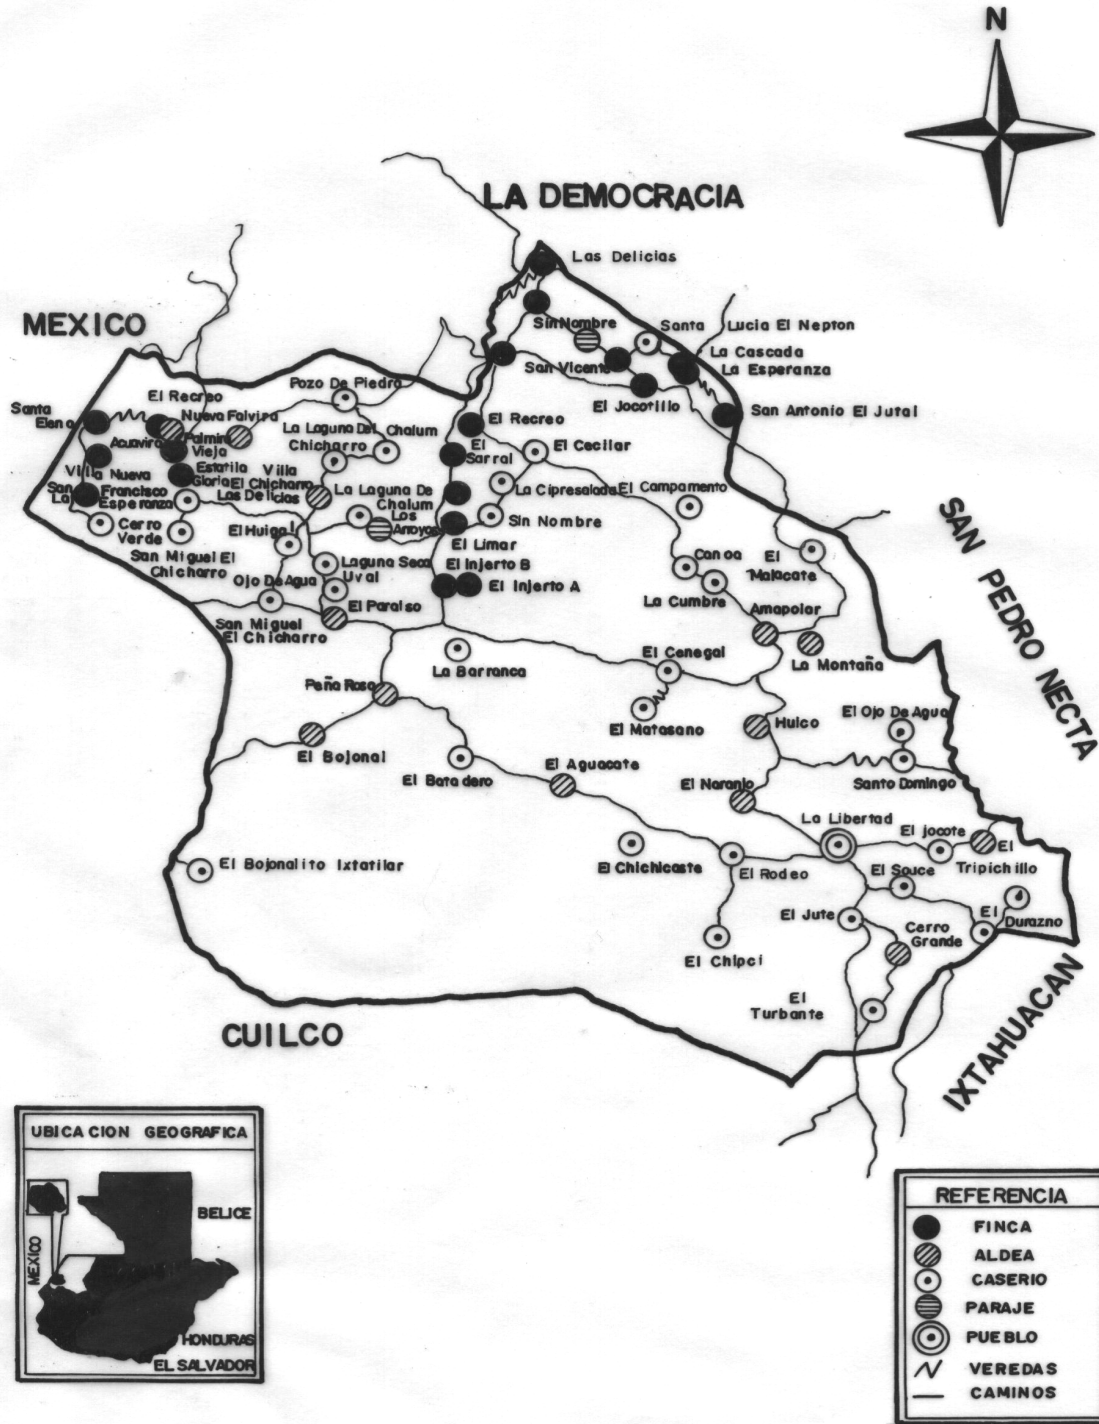 N
LA DEMOCRACIA
Las Delicias
MEXICO
Sin Nombre
Santa Lucia El Nepton
La Cascada
San Vicente
La Esperanza
Pozo De Piedra
El Jocotillo
San Antonio El Jutal
El Recreo
Santa
Elena
Nueva Palvira
El Recreo
La Laguna Del Chalum
Chicharro
El Cecilar
Acuavira
Palmira
Vieja
El
Sarral
Villa Nueva
Estatila
Gloria
Villa
El Chicharro
La Cipresalada
El Campamento
San Francisco
La Esperanza
Las Delicias
La Laguna De
Chalum
Los
Arroyos
Sin Nombre
Cerro
Verde
El Huigal
El Limar
San Miguel El
Chicharro
Laguna Seca
El Injerto B
Canoa
El
Malacate
Ojo De Agua
Uval
El Injerto A
La Cumbre
El Paraiso
Amapolar
San Miguel
El Chicharro
La Barranca
El Cenegal
La Montaña
SAN PEDRO NECTA
Peña Roja
El Matasano
Huico
El Ojo De Agua
El Bojonal
El Batadero
El Aguacate
El Naranjo
Santo Domingo
La Libertad
El jocote
El
Tripichillo
El Bojonalito Ixtatilar
El Chichicaste
El Rodeo
El Sauce
El Jute
Cerro
Grande
El
Durazno
El Chipci
El
Turbante
CUILCO
IXTAHUACAN
UBICACION GEOGRAFICA
BELICE
MEXICO
HONDURAS
EL SALVADOR
REFERENCIA
FINCA
ALDEA
CASERIO
PARAJE
PUEBLO
VEREDAS
CAMINOS